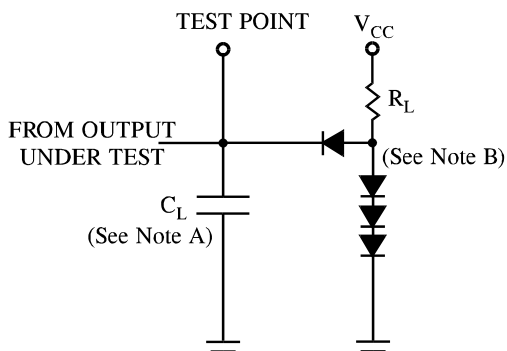 TEST POINT
VCC
RL
FROM OUTPUT
UNDER TEST
(See Note B)
CL
(See Note A)